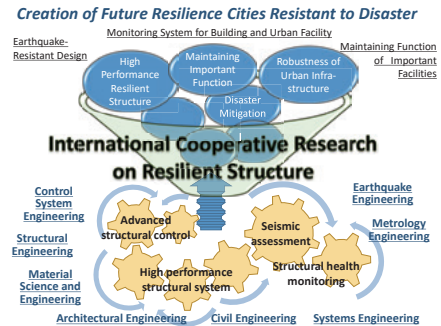 Creation of Future Resilience Cities Resistant to Disaster
Monitoring System for Building and Urban Facility
Earthquake-
Resistant Design
Maintaining Function
of Important
Facilities
High
Performance
Resilient
Structure
Maintaining
Important
Function
Robustness of
Urban Infra-
structure
Disaster
Mitigation
International Cooperative Research
on Resilient Structure
Control
System
Engineering
Structural
Engineering
Material
Science and
Engineering
Advanced
structural control
High performance
structural system
Seismic
assessment
Structural health
monitoring
Earthquake
Engineering
Metrology
Engineering
Architectural Engineering
Civil Engineering
Systems Engineering